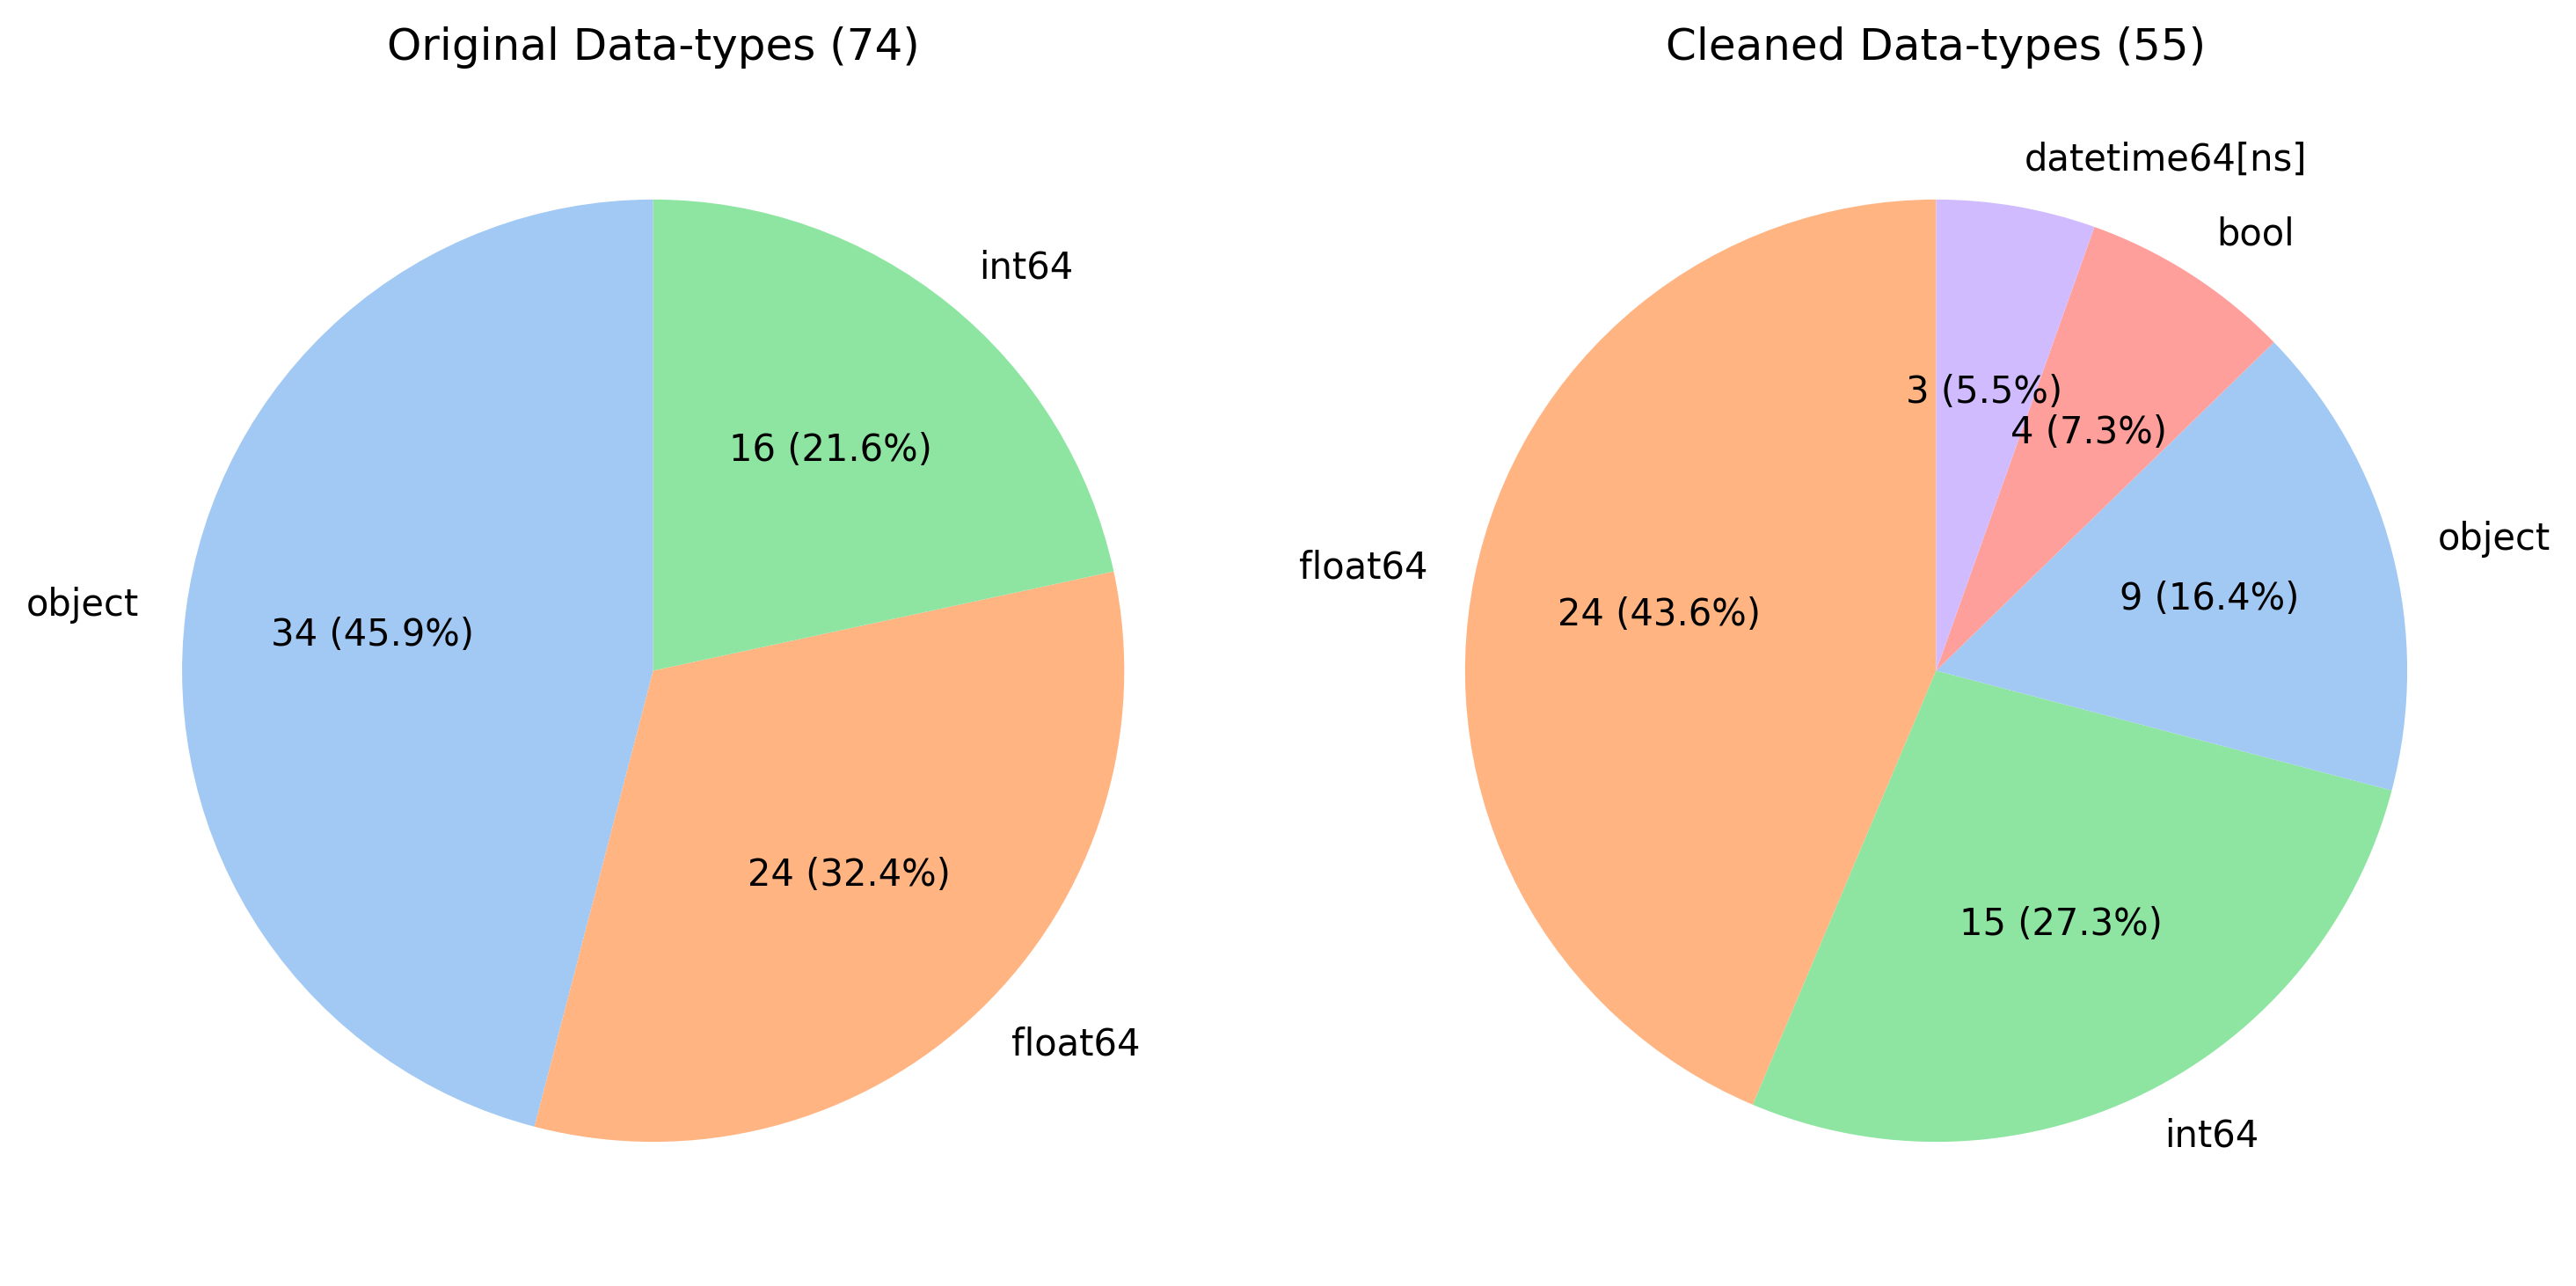 Original Data-types (74)
int64
16 (21.6%)
object
34 (45.9%)
24 (32.4%)
float64
Cleaned Data-types (55)
datetime64[ns]
bool
3 (5.5%)
4 (7.3%)
object
float64
9 (16.4%)
24 (43.6%)
15 (27.3%)
int64